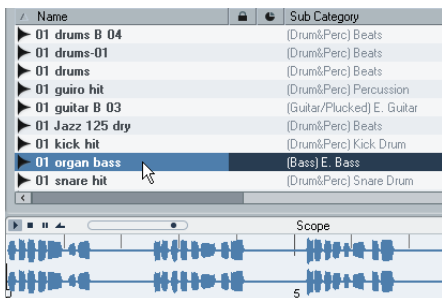 Name Sub Category
01 drums B 04 (Drum&Perc) Beats
01 drums-01 (Drum&Perc) Beats
01 drums (Drum&Perc) Beats
01 guiro hit (Drum&Perc) Percussion
01 guitar B 03 (Guitar/Plucked) E. Guitar
01 Jazz 125 dry (Drum&Perc) Beats
01 kick hit (Drum&Perc) Kick Drum
01 organ bass (Bass) E. Bass
01 snare hit (Drum&Perc) Snare Drum
Scope
0 5